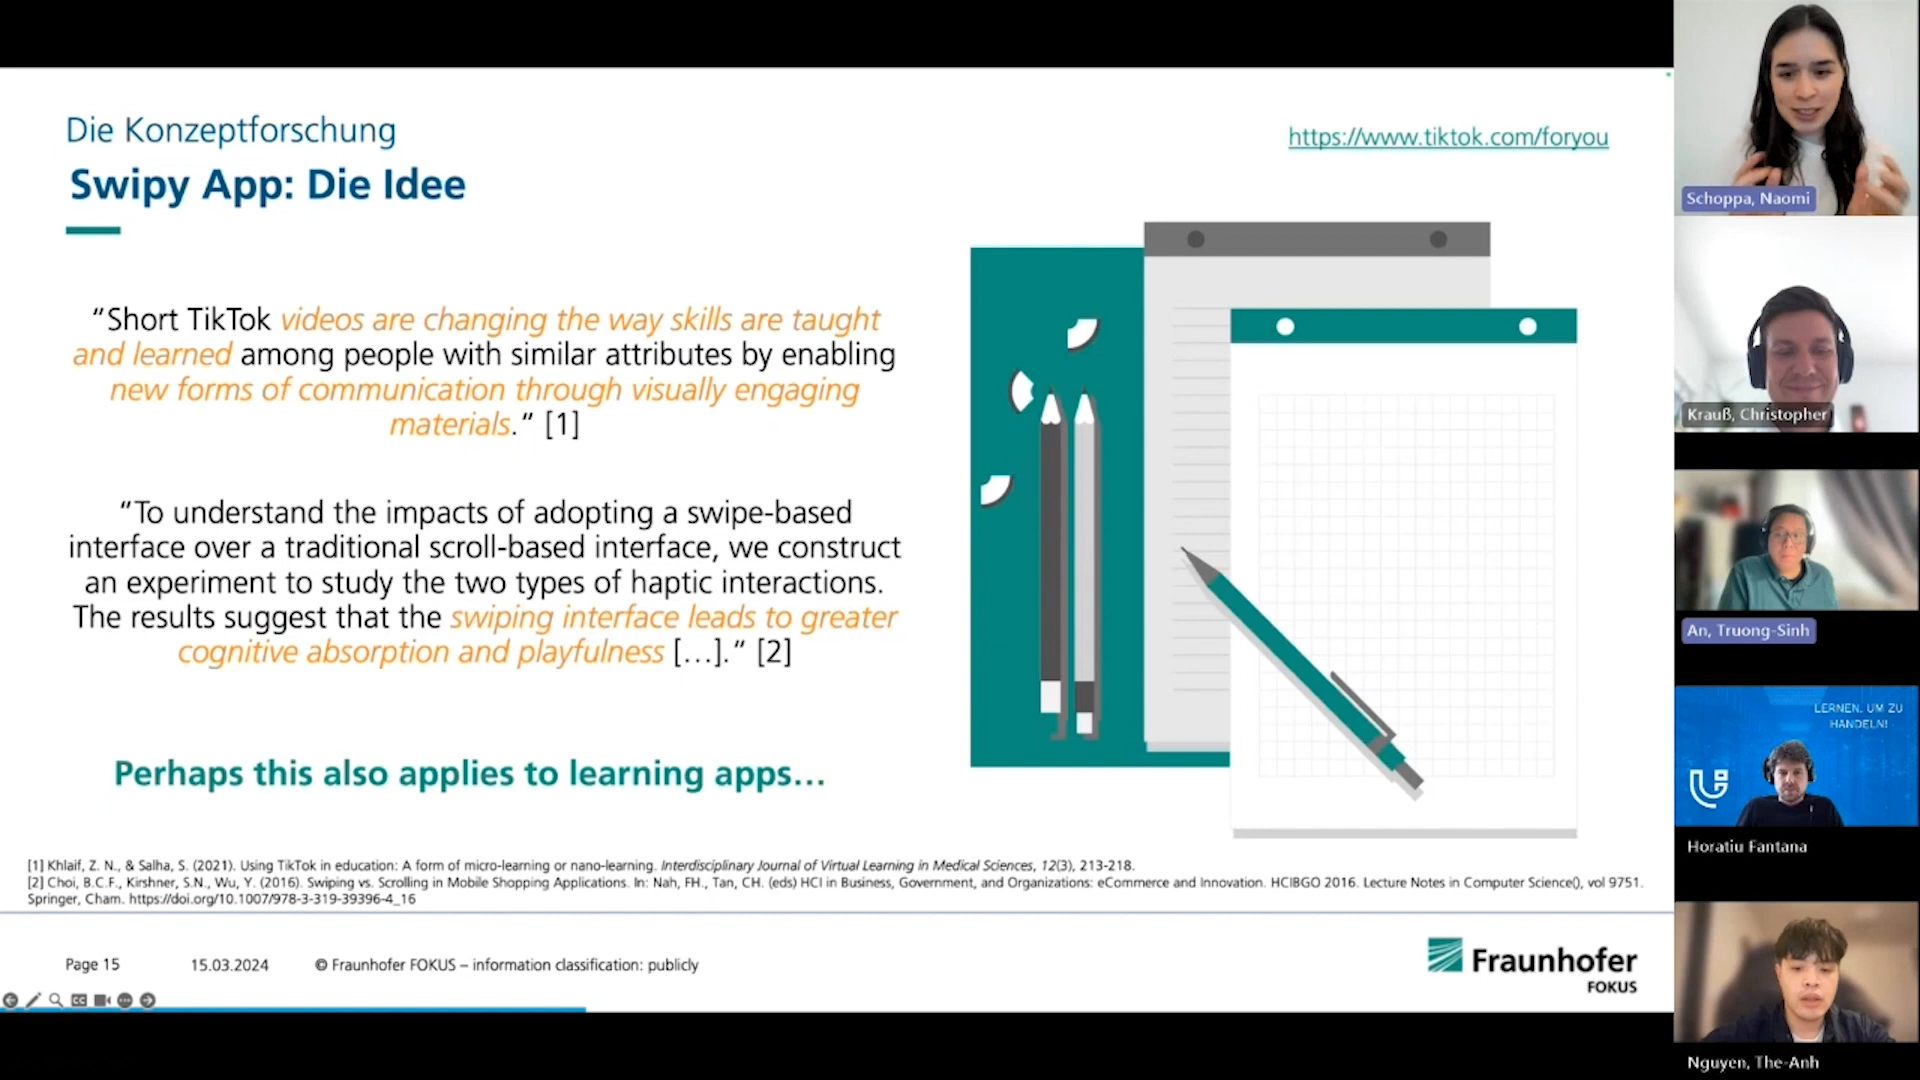 Die Konzeptforschung
Swipy App: Die Idee
https://www.tiktok.com/foryou
“Short TikTok videos are changing the way skills are taught
and learned among people with similar attributes by enabling
new forms of communication through visually engaging
materials.“ [1]
“To understand the impacts of adopting a swipe-based
interface over a traditional scroll-based interface, we construct
an experiment to study the two types of haptic interactions.
The results suggest that the swiping interface leads to greater
cognitive absorption and playfulness […].“ [2]
Perhaps this also applies to learning apps…
[1] Khlaif, Z. N., & Salha, S. (2021). Using TikTok in education: A form of micro-learning or nano-learning. Interdisciplinary Journal of Virtual Learning in Medical Sciences, 12(3), 213-218.
[2] Choi, B.C.F., Kirshner, S.N., Wu, Y. (2016). Swiping vs. Scrolling in Mobile Shopping Applications. In: Nah, FH., Tan, CH. (eds) HCI in Business, Government, and Organizations: eCommerce and Innovation. HCIBGO 2016. Lecture Notes in Computer Science(), vol 9751.
Springer, Cham. https://doi.org/10.1007/978-3-319-39396-4_16
Page 15
15.03.2024
© Fraunhofer FOKUS – information classification: publicly
Fraunhofer
FOKUS
CC
Schoppa, Naomi
Krauß, Christopher
An, Truong-Sinh
LERNEN, UM ZU
HANDELN!
Horatiu Fantana
Nguyen, The-Anh